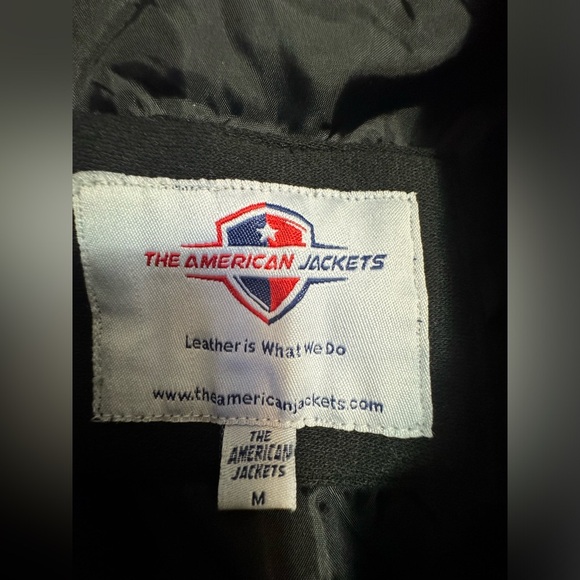 THE AMERICAN JACKETS
Leather is What We Do
www.theamericanjackets.com
THE
AMERICAN
JACKETS
M